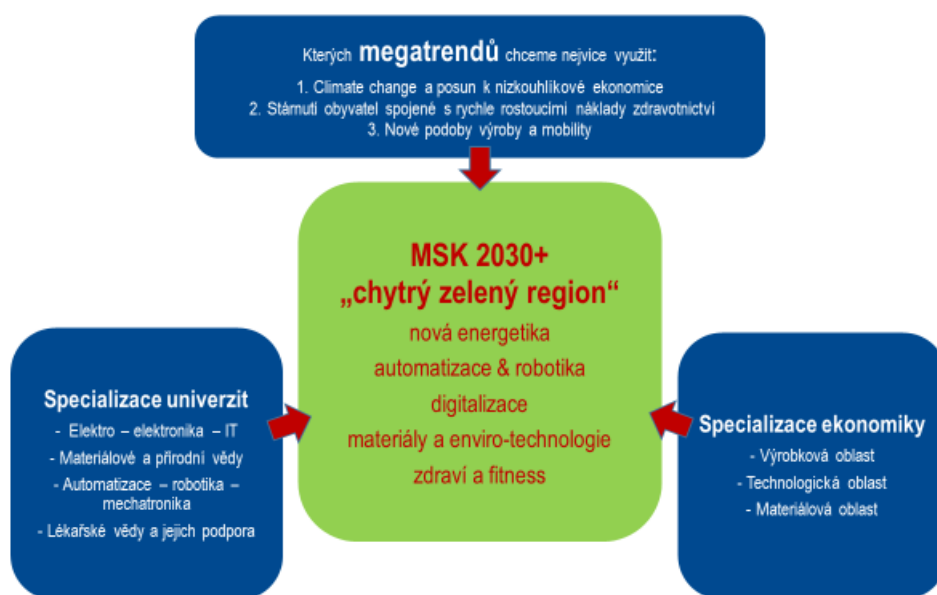 Kterých megatrendů chceme nejvíce využít:
1. Climate change a posun k nízkouhlíkové ekonomice
2. Stárnutí obyvatel spojené s rychle rostoucími náklady zdravotnictví
3. Nové podoby výroby a mobility
MSK 2030+
„chytrý zelený region“
nová energetika
automatizace & robotika
digitalizace
materiály a enviro-technologie
zdraví a fitness
Specializace univerzit
- Elektro – elektronika – IT
- Materiálové a přírodní vědy
- Automatizace – robotika –
mechatronika
- Lékařské vědy a jejich podpora
Specializace ekonomiky
- Výrobková oblast
- Technologická oblast
- Materiálová oblast